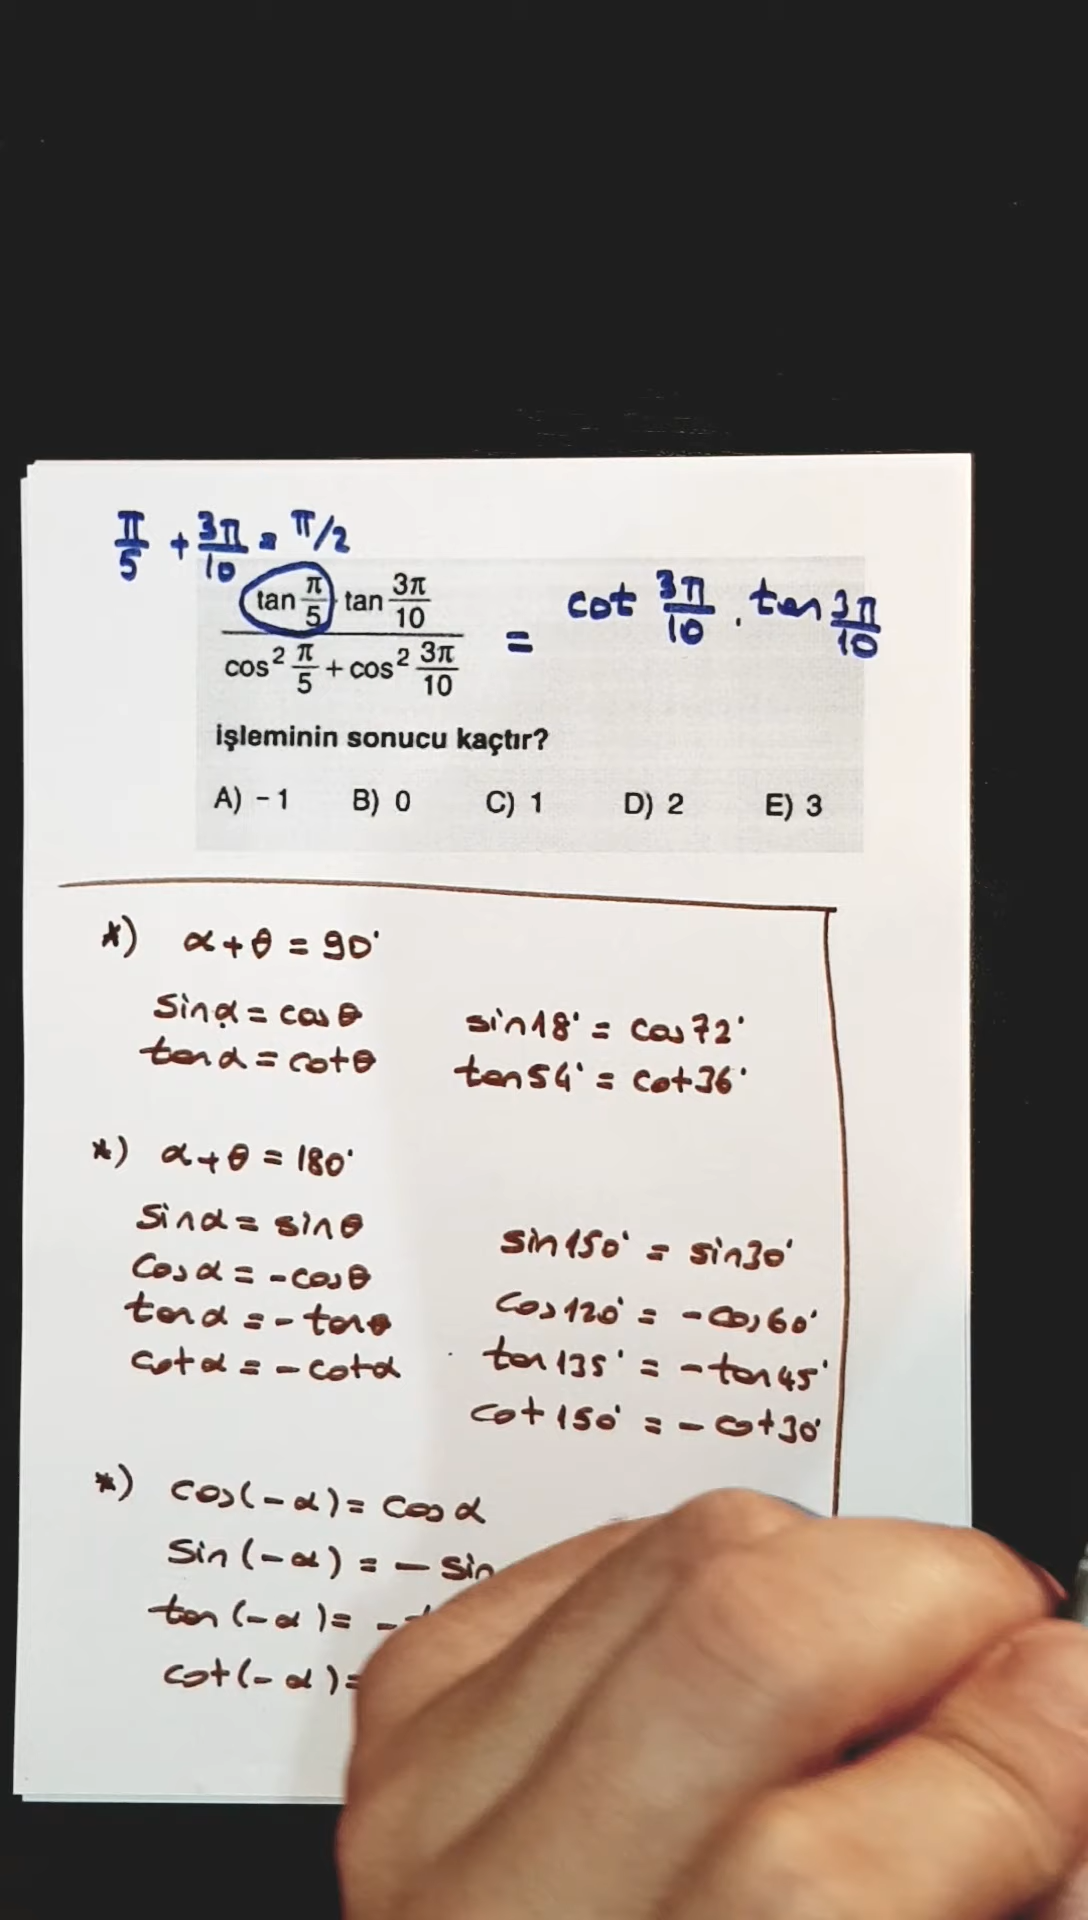 π/5 + 3π/10 = π/2
(tan π/5 · tan 3π/10) / (cos² π/5 + cos² 3π/10) = cot 3π/10 . tan 3π/10
işleminin sonucu kaçtır?
A) -1 B) 0 C) 1 D) 2 E) 3
*) α+θ = 90°
sinα = cosθ sin18° = cos72°
tanα = cotθ tan54° = cot36°
*) α+θ = 180°
sinα = sinθ sin150° = sin30°
cosα = -cosθ cos120° = -cos60°
tanα = -tanθ tan135° = -tan45°
cotα = -cotα cot150° = -cot30°
*) cos(-α) = cosα
sin(-α) = -sin
tan(-α) = -
cot(-α) =